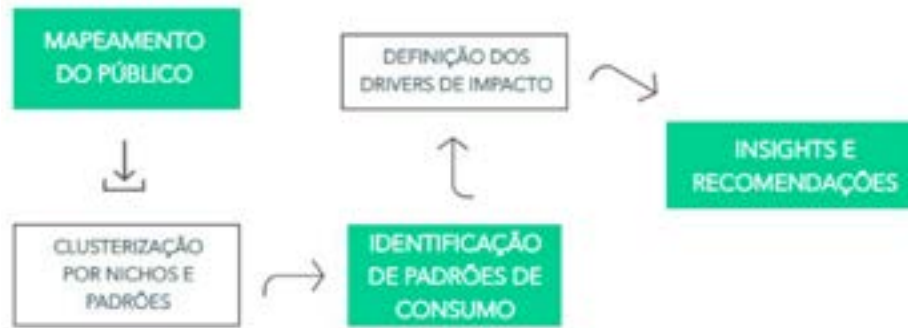 MAPEAMENTO
DO PÚBLICO
CLUSTERIZAÇÃO
POR NICHOS E
PADRÕES
IDENTIFICAÇÃO
DE PADRÕES DE
CONSUMO
DEFINIÇÃO DOS
DRIVERS DE IMPACTO
INSIGHTS E
RECOMENDAÇÕES